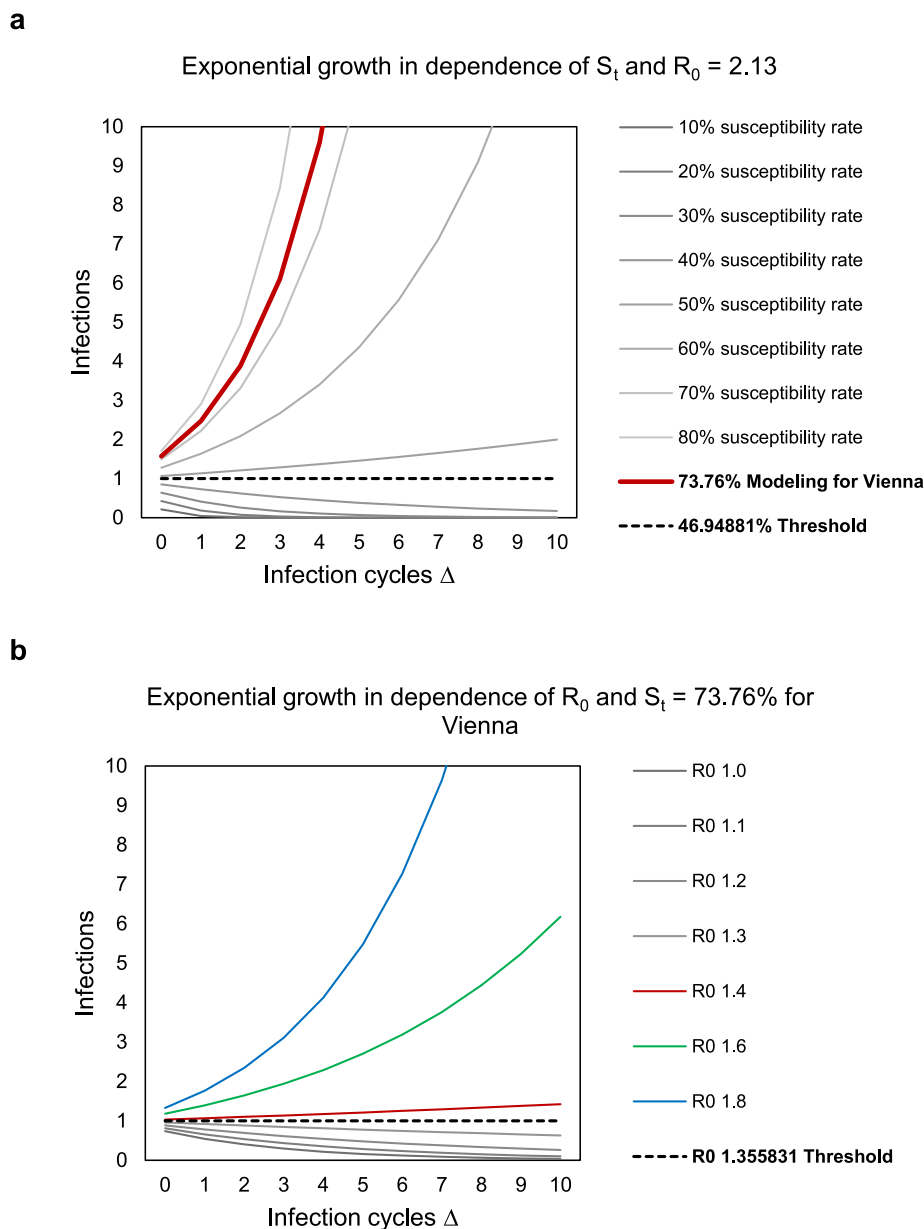 a
Exponential growth in dependence of St and R0 = 2.13
Infections
10
9
8
7
6
5
4
3
2
1
0
0 1 2 3 4 5 6 7 8 9 10
Infection cycles Δ
10% susceptibility rate
20% susceptibility rate
30% susceptibility rate
40% susceptibility rate
50% susceptibility rate
60% susceptibility rate
70% susceptibility rate
80% susceptibility rate
73.76% Modeling for Vienna
46.94881% Threshold
b
Exponential growth in dependence of R0 and St = 73.76% for
Vienna
Infections
10
9
8
7
6
5
4
3
2
1
0
0 1 2 3 4 5 6 7 8 9 10
Infection cycles Δ
R0 1.0
R0 1.1
R0 1.2
R0 1.3
R0 1.4
R0 1.6
R0 1.8
R0 1.355831 Threshold